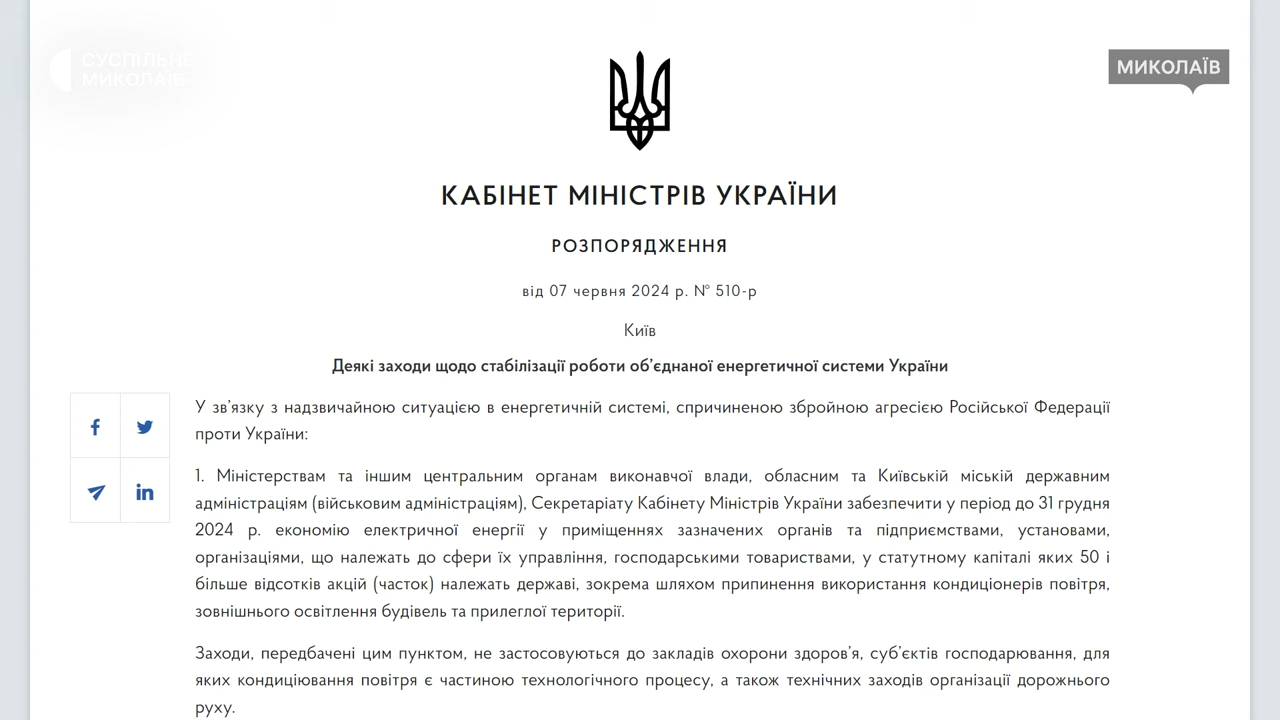 СУСПІЛЬНЕ
МИКОЛАЇВ
МИКОЛАЇВ
КАБІНЕТ МІНІСТРІВ УКРАЇНИ
РОЗПОРЯДЖЕННЯ
від 07 червня 2024 р. № 510-р
Київ
Деякі заходи щодо стабілізації роботи об’єднаної енергетичної системи України
У зв’язку з надзвичайною ситуацією в енергетичній системі, спричиненою збройною агресією Російської Федерації
проти України:
1. Міністерствам та іншим центральним органам виконавчої влади, обласним та Київській міській державним
адміністраціям (військовим адміністраціям), Секретаріату Кабінету Міністрів України забезпечити у період до 31 грудня
2024 р. економію електричної енергії у приміщеннях зазначених органів та підприємствами, установами,
організаціями, що належать до сфери їх управління, господарськими товариствами, у статутному капіталі яких 50 і
більше відсотків акцій (часток) належать державі, зокрема шляхом припинення використання кондиціонерів повітря,
зовнішнього освітлення будівель та прилеглої території.
Заходи, передбачені цим пунктом, не застосовуються до закладів охорони здоров’я, суб’єктів господарювання, для
яких кондиціювання повітря є частиною технологічного процесу, а також технічних заходів організації дорожнього
руху.